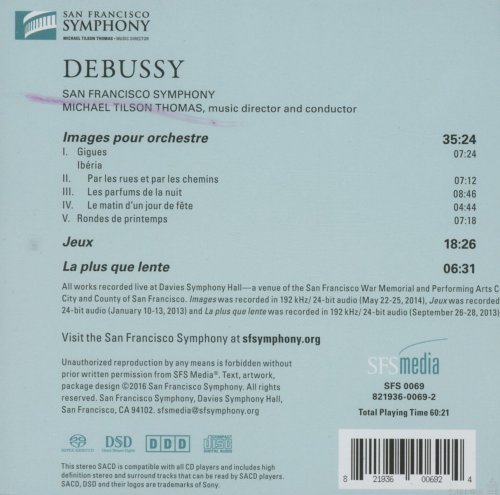 SAN FRANCISCO
SYMPHONY
MICHAEL TILSON THOMAS • MUSIC DIRECTOR
DEBUSSY
SAN FRANCISCO SYMPHONY
MICHAEL TILSON THOMAS, music director and conductor
Images pour orchestre 35:24
I. Gigues 07:24
Ibéria
II. Par les rues et par les chemins 07:12
III. Les parfums de la nuit 08:46
IV. Le matin d'un jour de fête 04:44
V. Rondes de printemps 07:18
Jeux 18:26
La plus que lente 06:31
All works recorded live at Davies Symphony Hall—a venue of the San Francisco War Memorial and Performing Arts
City and County of San Francisco. Images was recorded in 192 kHz/ 24-bit audio (May 22-25, 2014), Jeux was recorded
24-bit audio (January 10-13, 2013) and La plus que lente was recorded in 192 kHz/ 24-bit audio (September 26-28, 2013)
Visit the San Francisco Symphony at sfsymphony.org
Unauthorized reproduction by any means is forbidden without
prior written permission from SFS Media®. Text, artwork,
package design ©2016 San Francisco Symphony. All rights
reserved. San Francisco Symphony, Davies Symphony Hall,
San Francisco, CA 94102. sfsmedia@sfsymphony.org
SFSmedia
SFS 0069
821936-0069-2
Total Playing Time 60:21
SUPER AUDIO CD
DSD
Direct Stream Digital
DDD
COMPACT
disc
DIGITAL AUDIO
This stereo SACD is compatible with all CD players and includes high
definition stereo and surround tracks that can be read by SACD players.
SACD, DSD and their logos are trademarks of Sony.
8 21936 00692 4